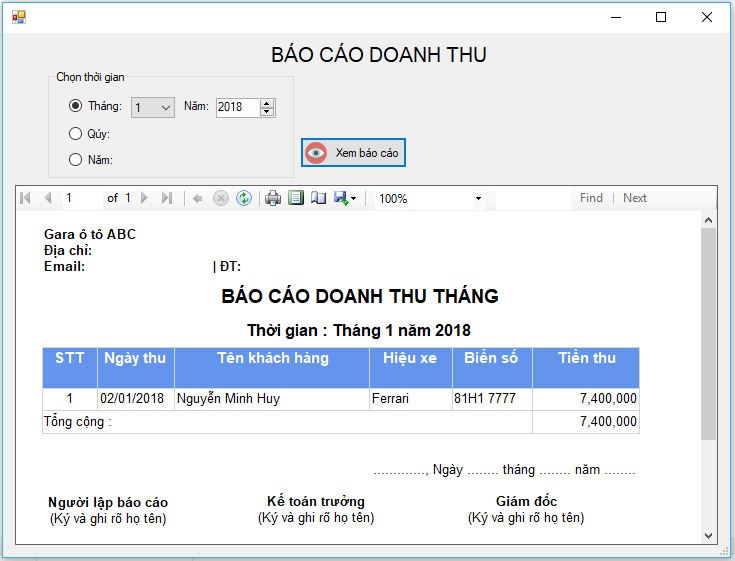 BÁO CÁO DOANH THU
Chọn thời gian
Tháng: 1 Năm: 2018
Qúy:
Năm:
Xem báo cáo
1 of 1 100% Find | Next
Gara ô tô ABC
Địa chỉ:
Email: | ĐT:
BÁO CÁO DOANH THU THÁNG
Thời gian : Tháng 1 năm 2018
STT Ngày thu Tên khách hàng Hiệu xe Biển số Tiền thu
1 02/01/2018 Nguyễn Minh Huy Ferrari 81H1 7777 7,400,000
Tổng cộng : 7,400,000
............., Ngày ........ tháng ........ năm ........
Người lập báo cáo Kế toán trưởng Giám đốc
(Ký và ghi rõ họ tên) (Ký và ghi rõ họ tên) (Ký và ghi rõ họ tên)